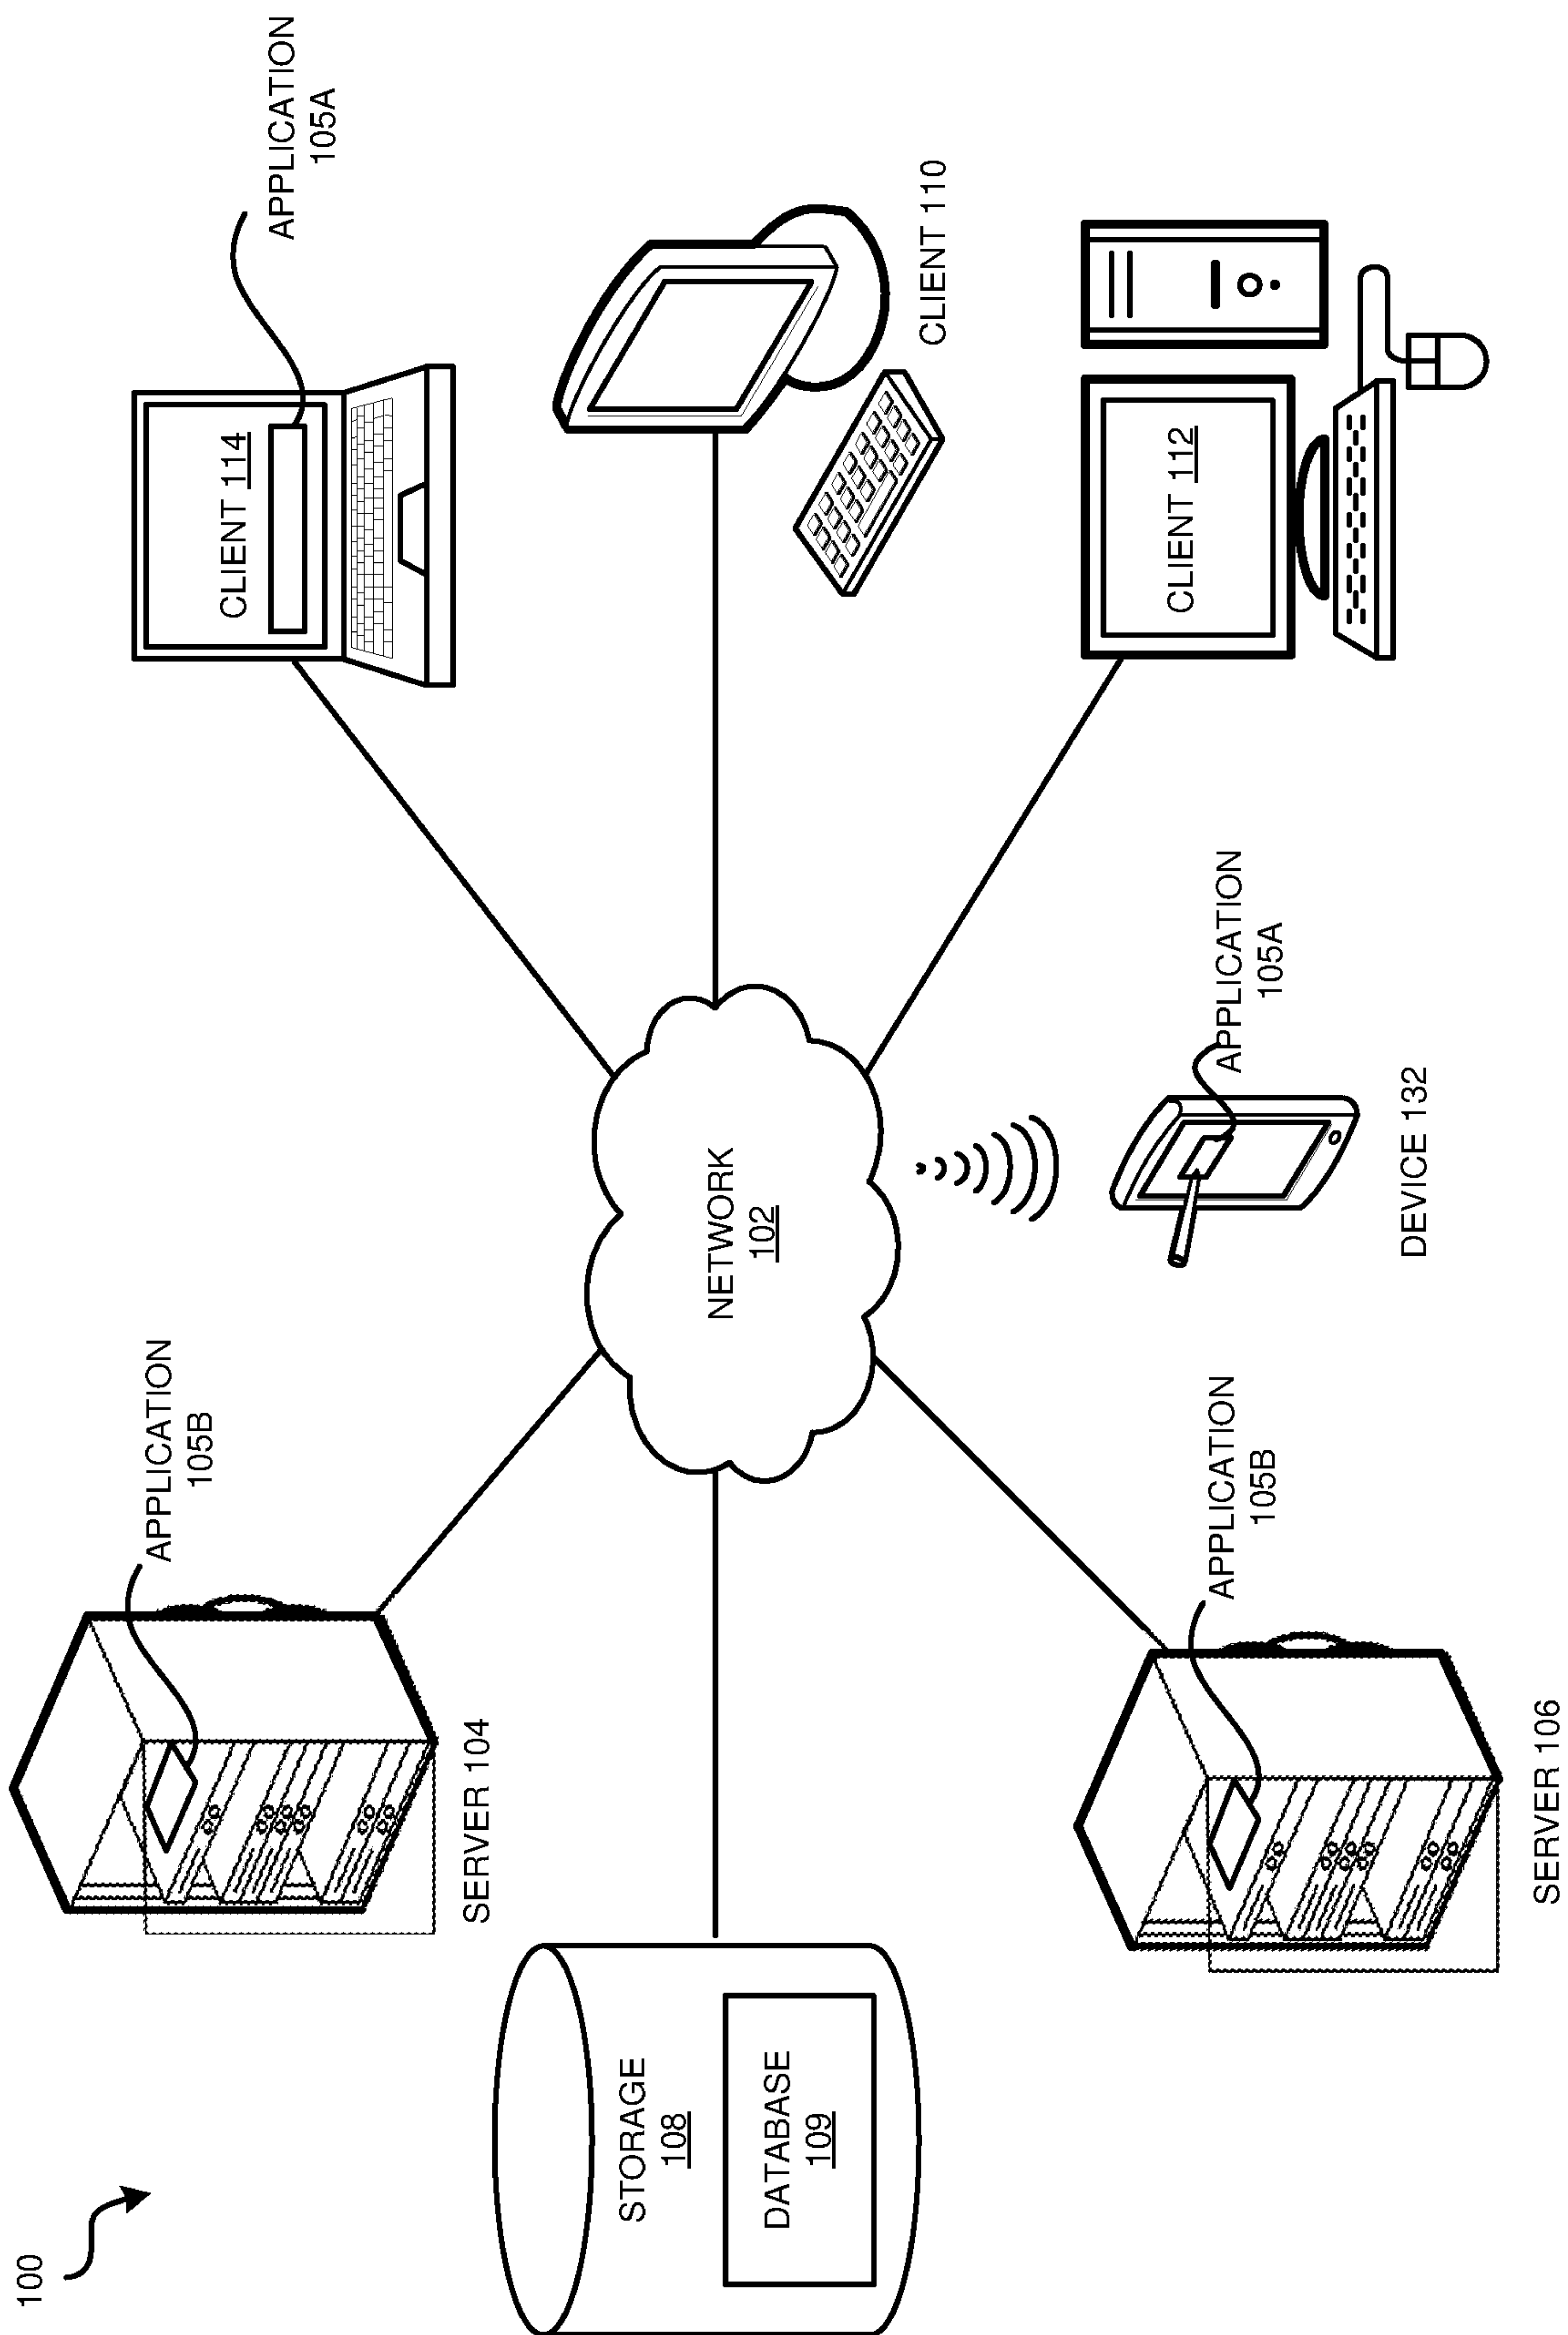 100
APPLICATION
105B
SERVER 104
STORAGE
108
DATABASE
109
APPLICATION
105B
SERVER 106
NETWORK
102
APPLICATION
105A
DEVICE 132
CLIENT 114
APPLICATION
105A
CLIENT 110
CLIENT 112